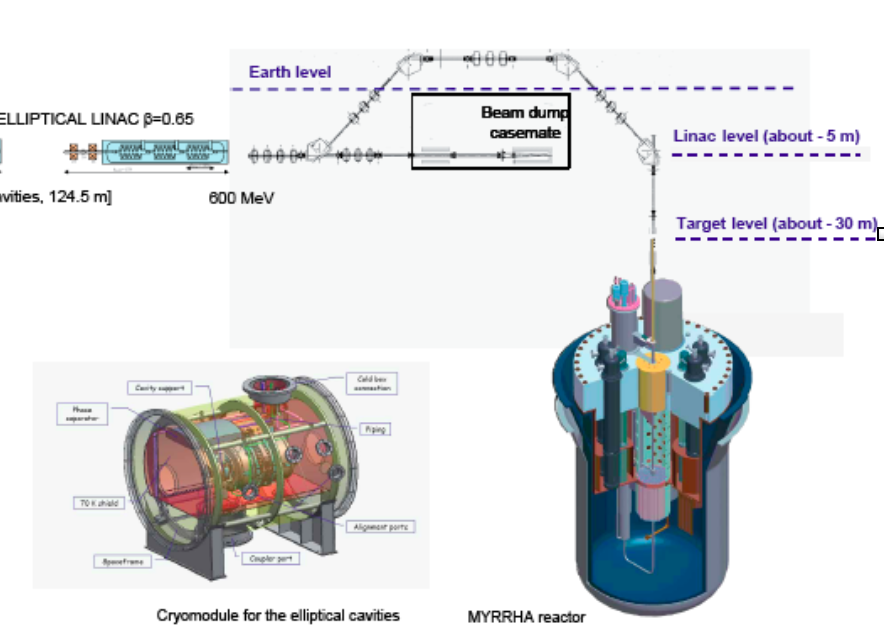 Earth level
ELLIPTICAL LINAC β=0.65
Beam dump
casemate
Linac level (about - 5 m)
vities, 124.5 m]
600 MeV
Target level (about - 30 m)
Cavity support
Cold box
connection
Phase
separator
Piping
70 K shield
Alignment ports
Spaceframe
Coupler port
Cryomodule for the elliptical cavities
MYRRHA reactor